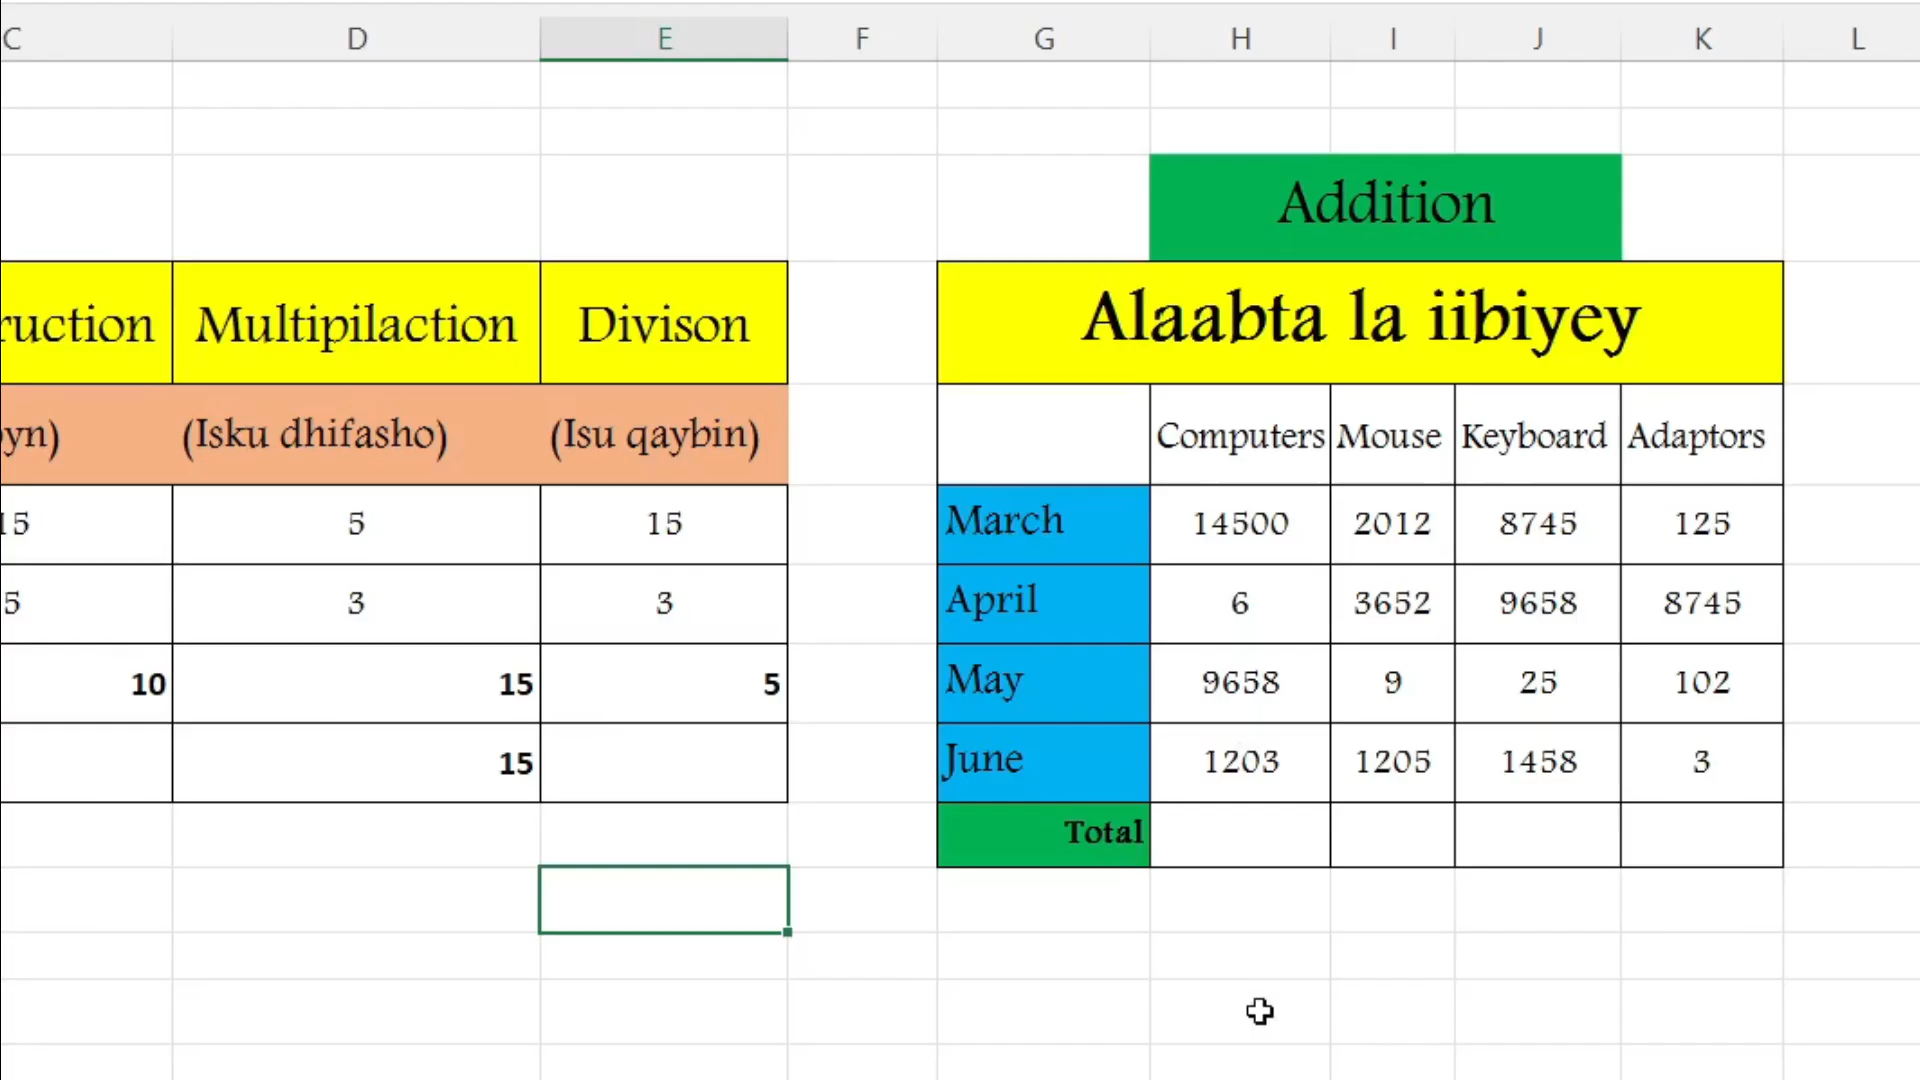 C D E F G H I J K L
Addition
ruction Multipilaction Divison Alaabta la iibiyey
yn) (Isku dhifasho) (Isu qaybin) Computers Mouse Keyboard Adaptors
15 5 15 March 14500 2012 8745 125
5 3 3 April 6 3652 9658 8745
10 15 5 May 9658 9 25 102
15 June 1203 1205 1458 3
Total